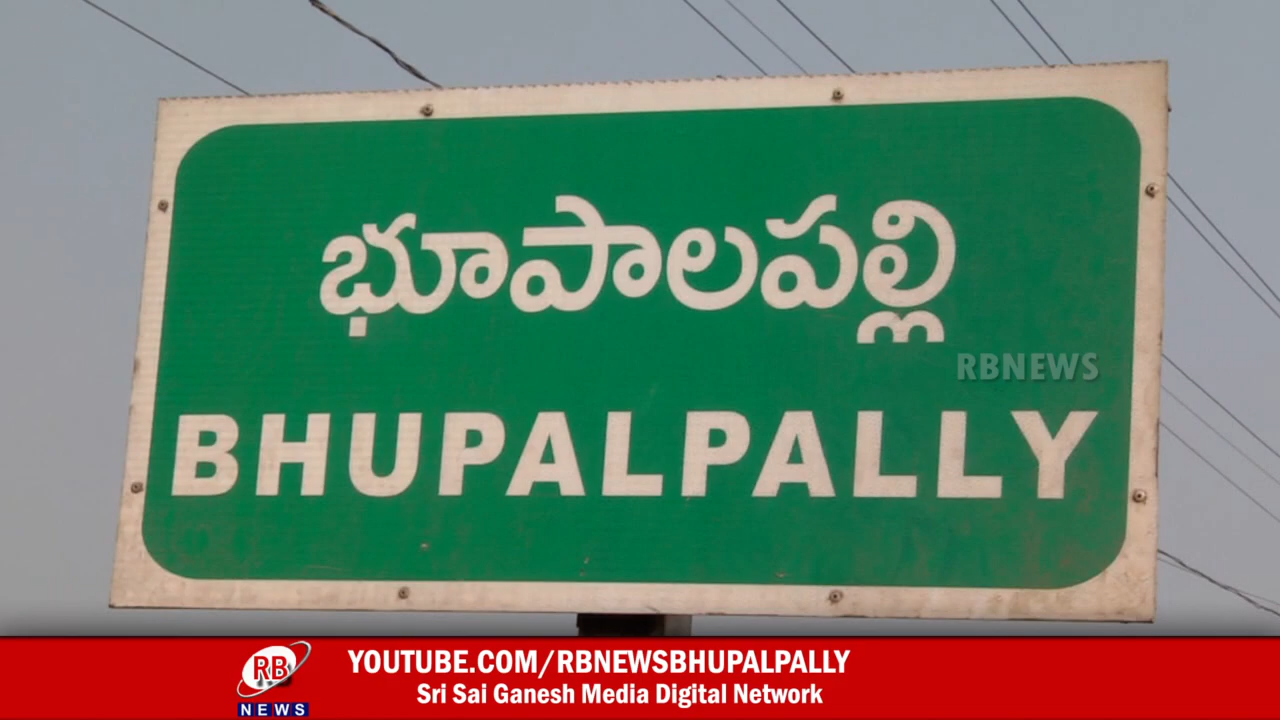 భూపాలపల్లి
RBNEWS
BHUPALPALLY
RB
NEWS
YOUTUBE.COM/RBNEWSBHUPALPALLY
Sri Sai Ganesh Media Digital Network